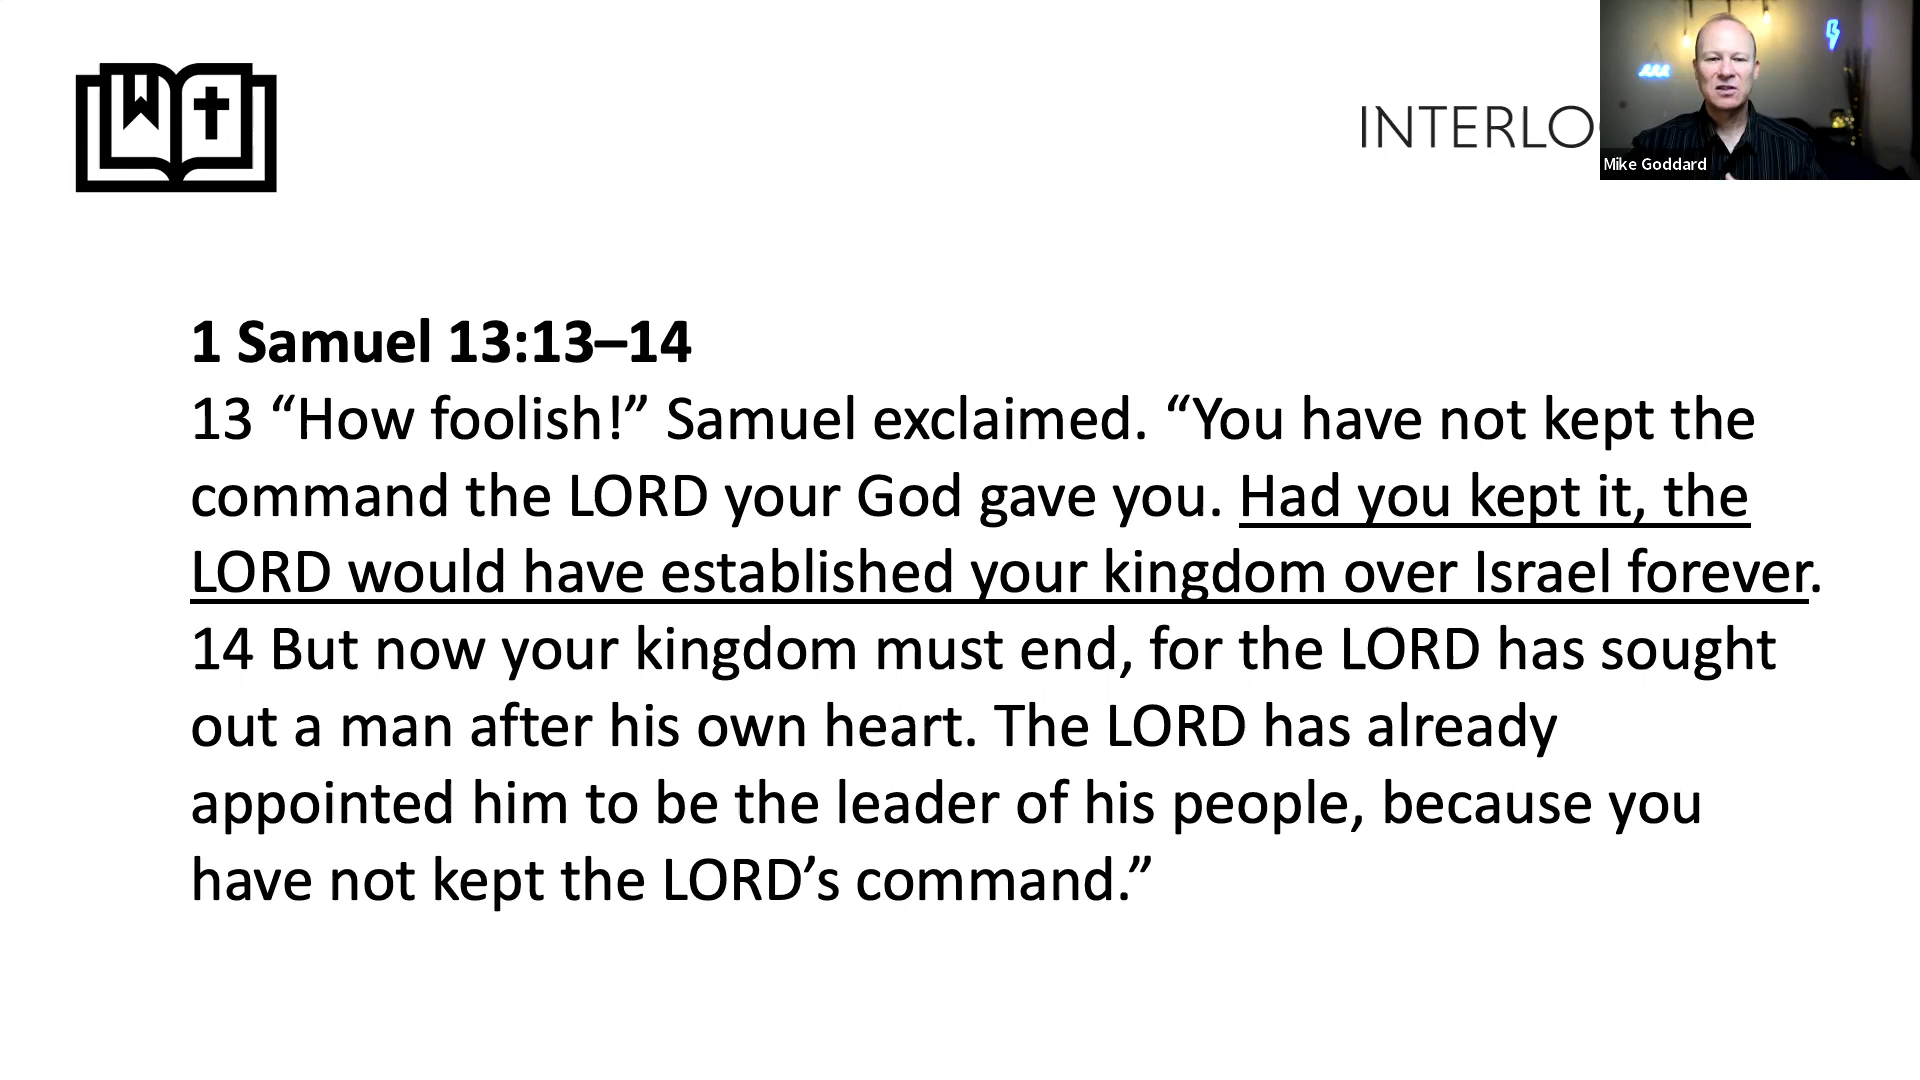 INTERLO
Mike Goddard
1 Samuel 13:13–14
13 “How foolish!” Samuel exclaimed. “You have not kept the
command the LORD your God gave you. Had you kept it, the
LORD would have established your kingdom over Israel forever.
14 But now your kingdom must end, for the LORD has sought
out a man after his own heart. The LORD has already
appointed him to be the leader of his people, because you
have not kept the LORD’s command.”